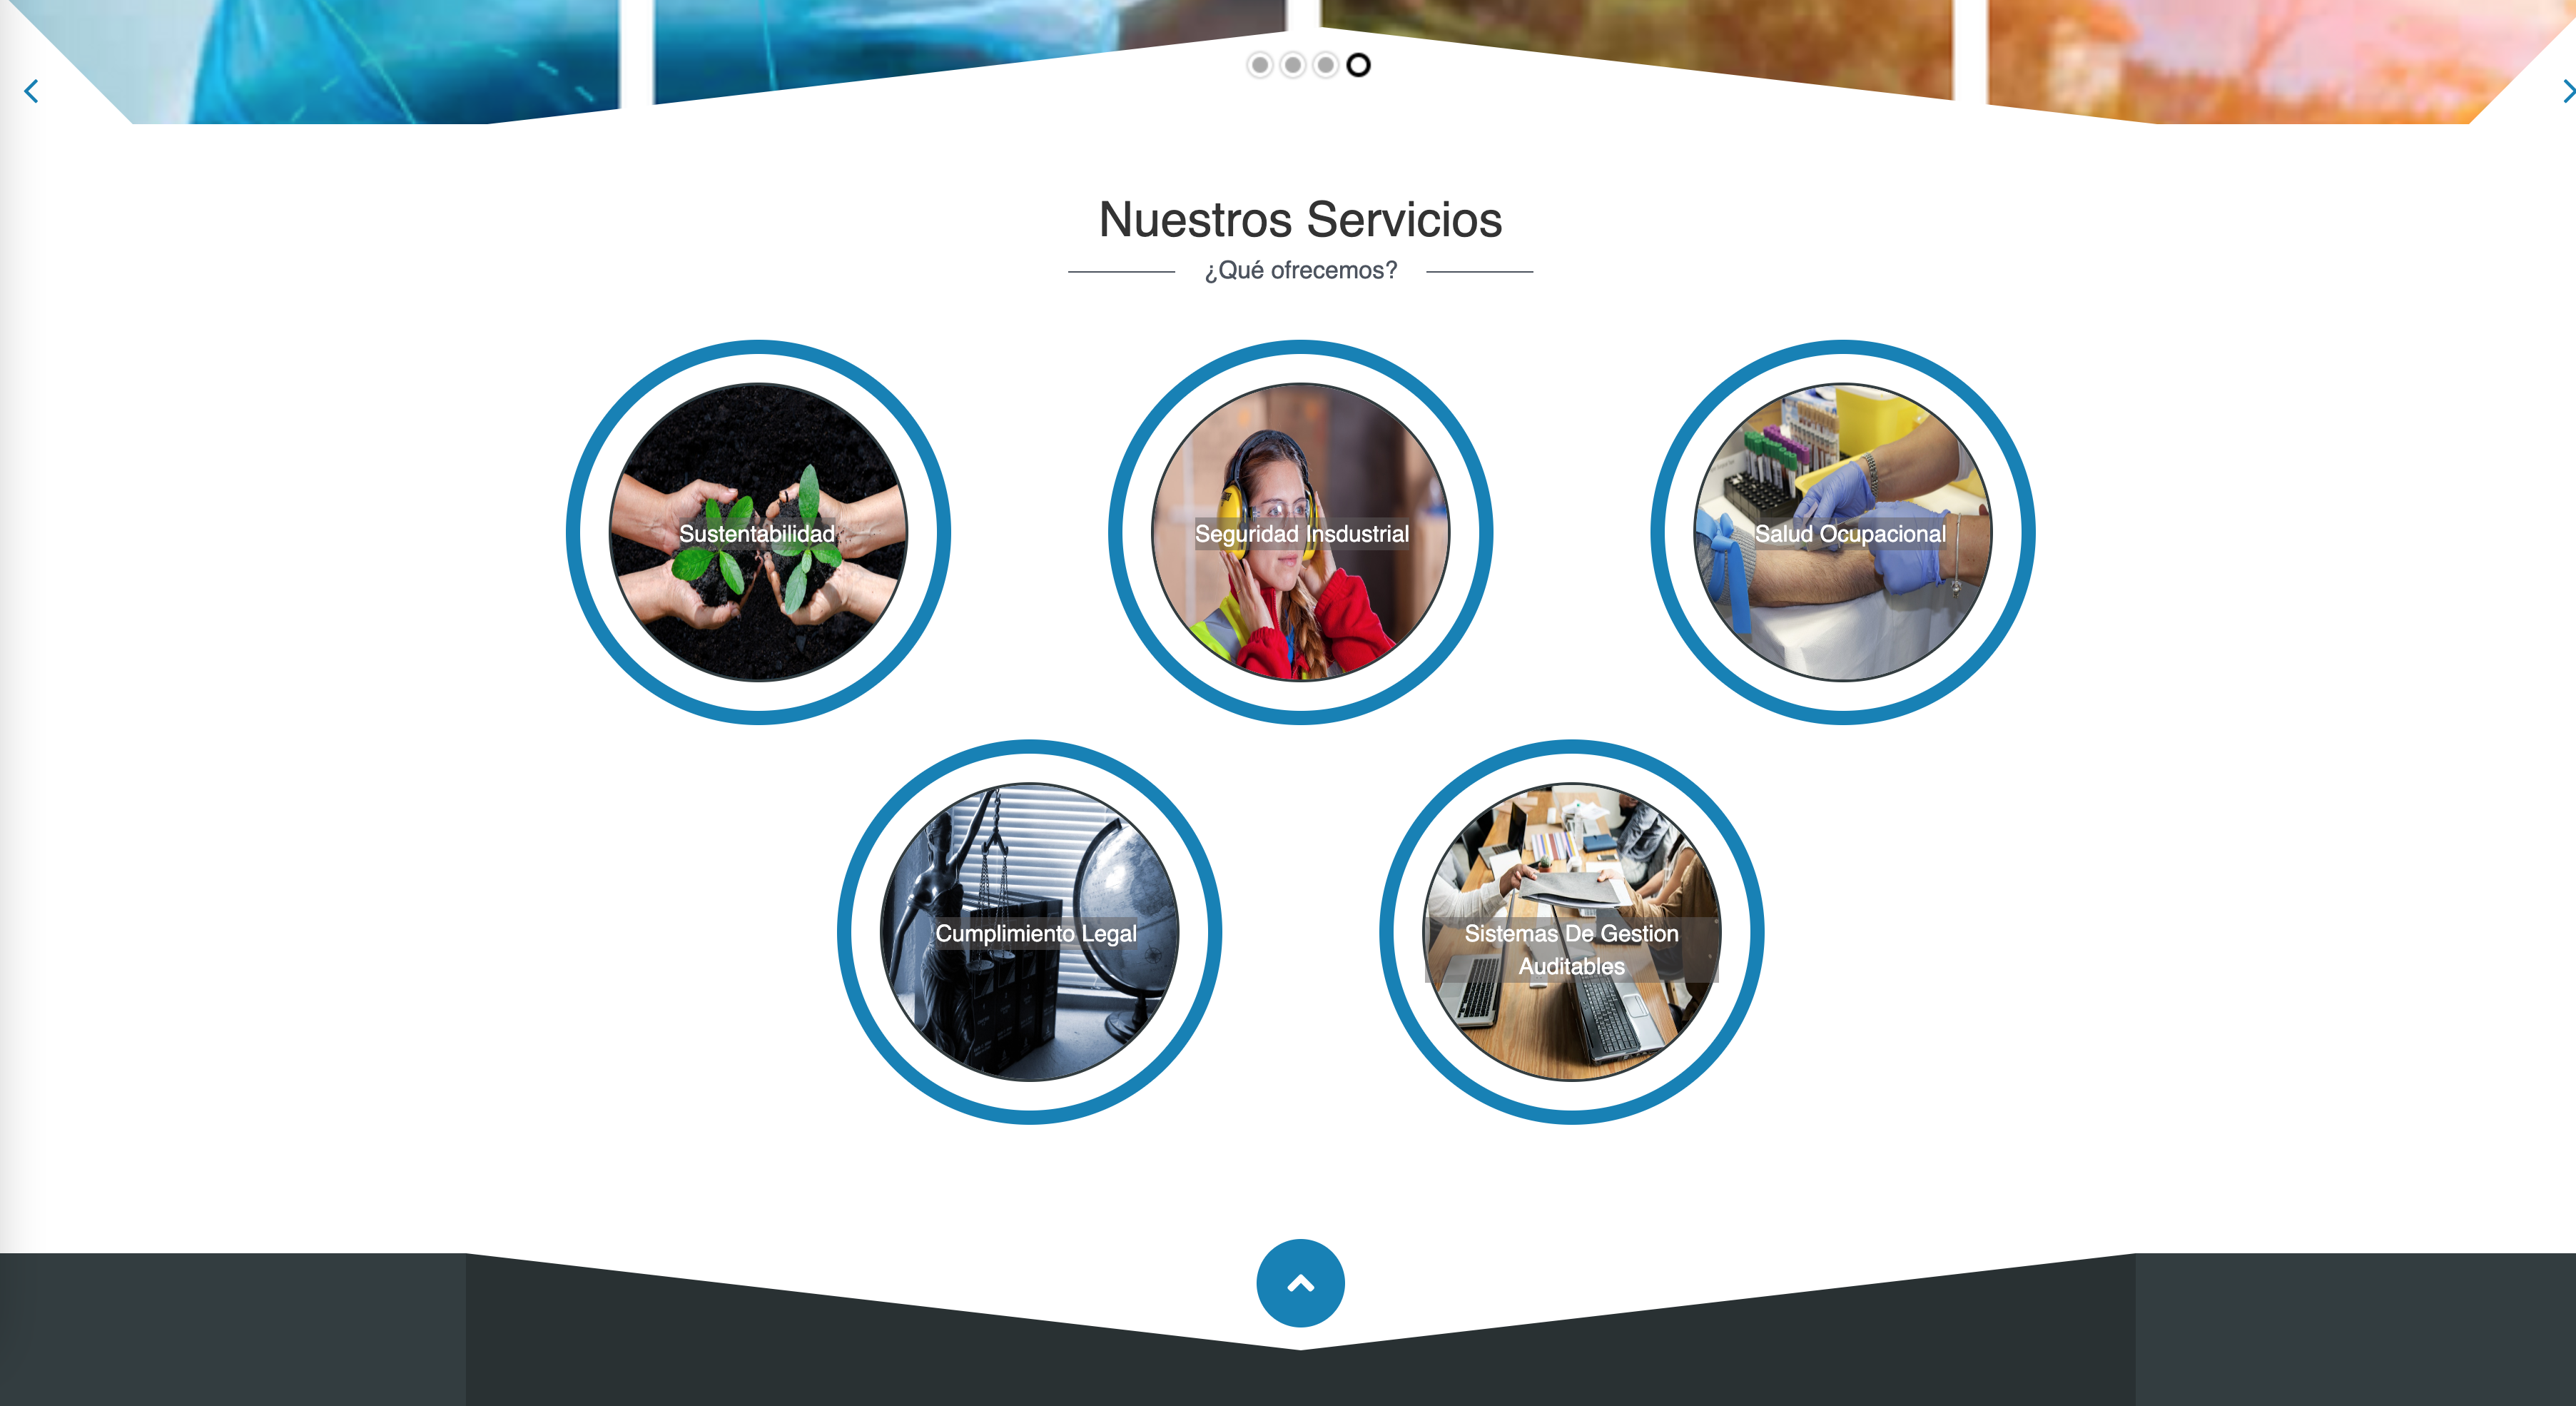 Nuestros Servicios
¿Qué ofrecemos?
Sustentabilidad
Seguridad Insdustrial
Salud Ocupacional
Cumplimiento Legal
Sistemas De Gestion
Auditables